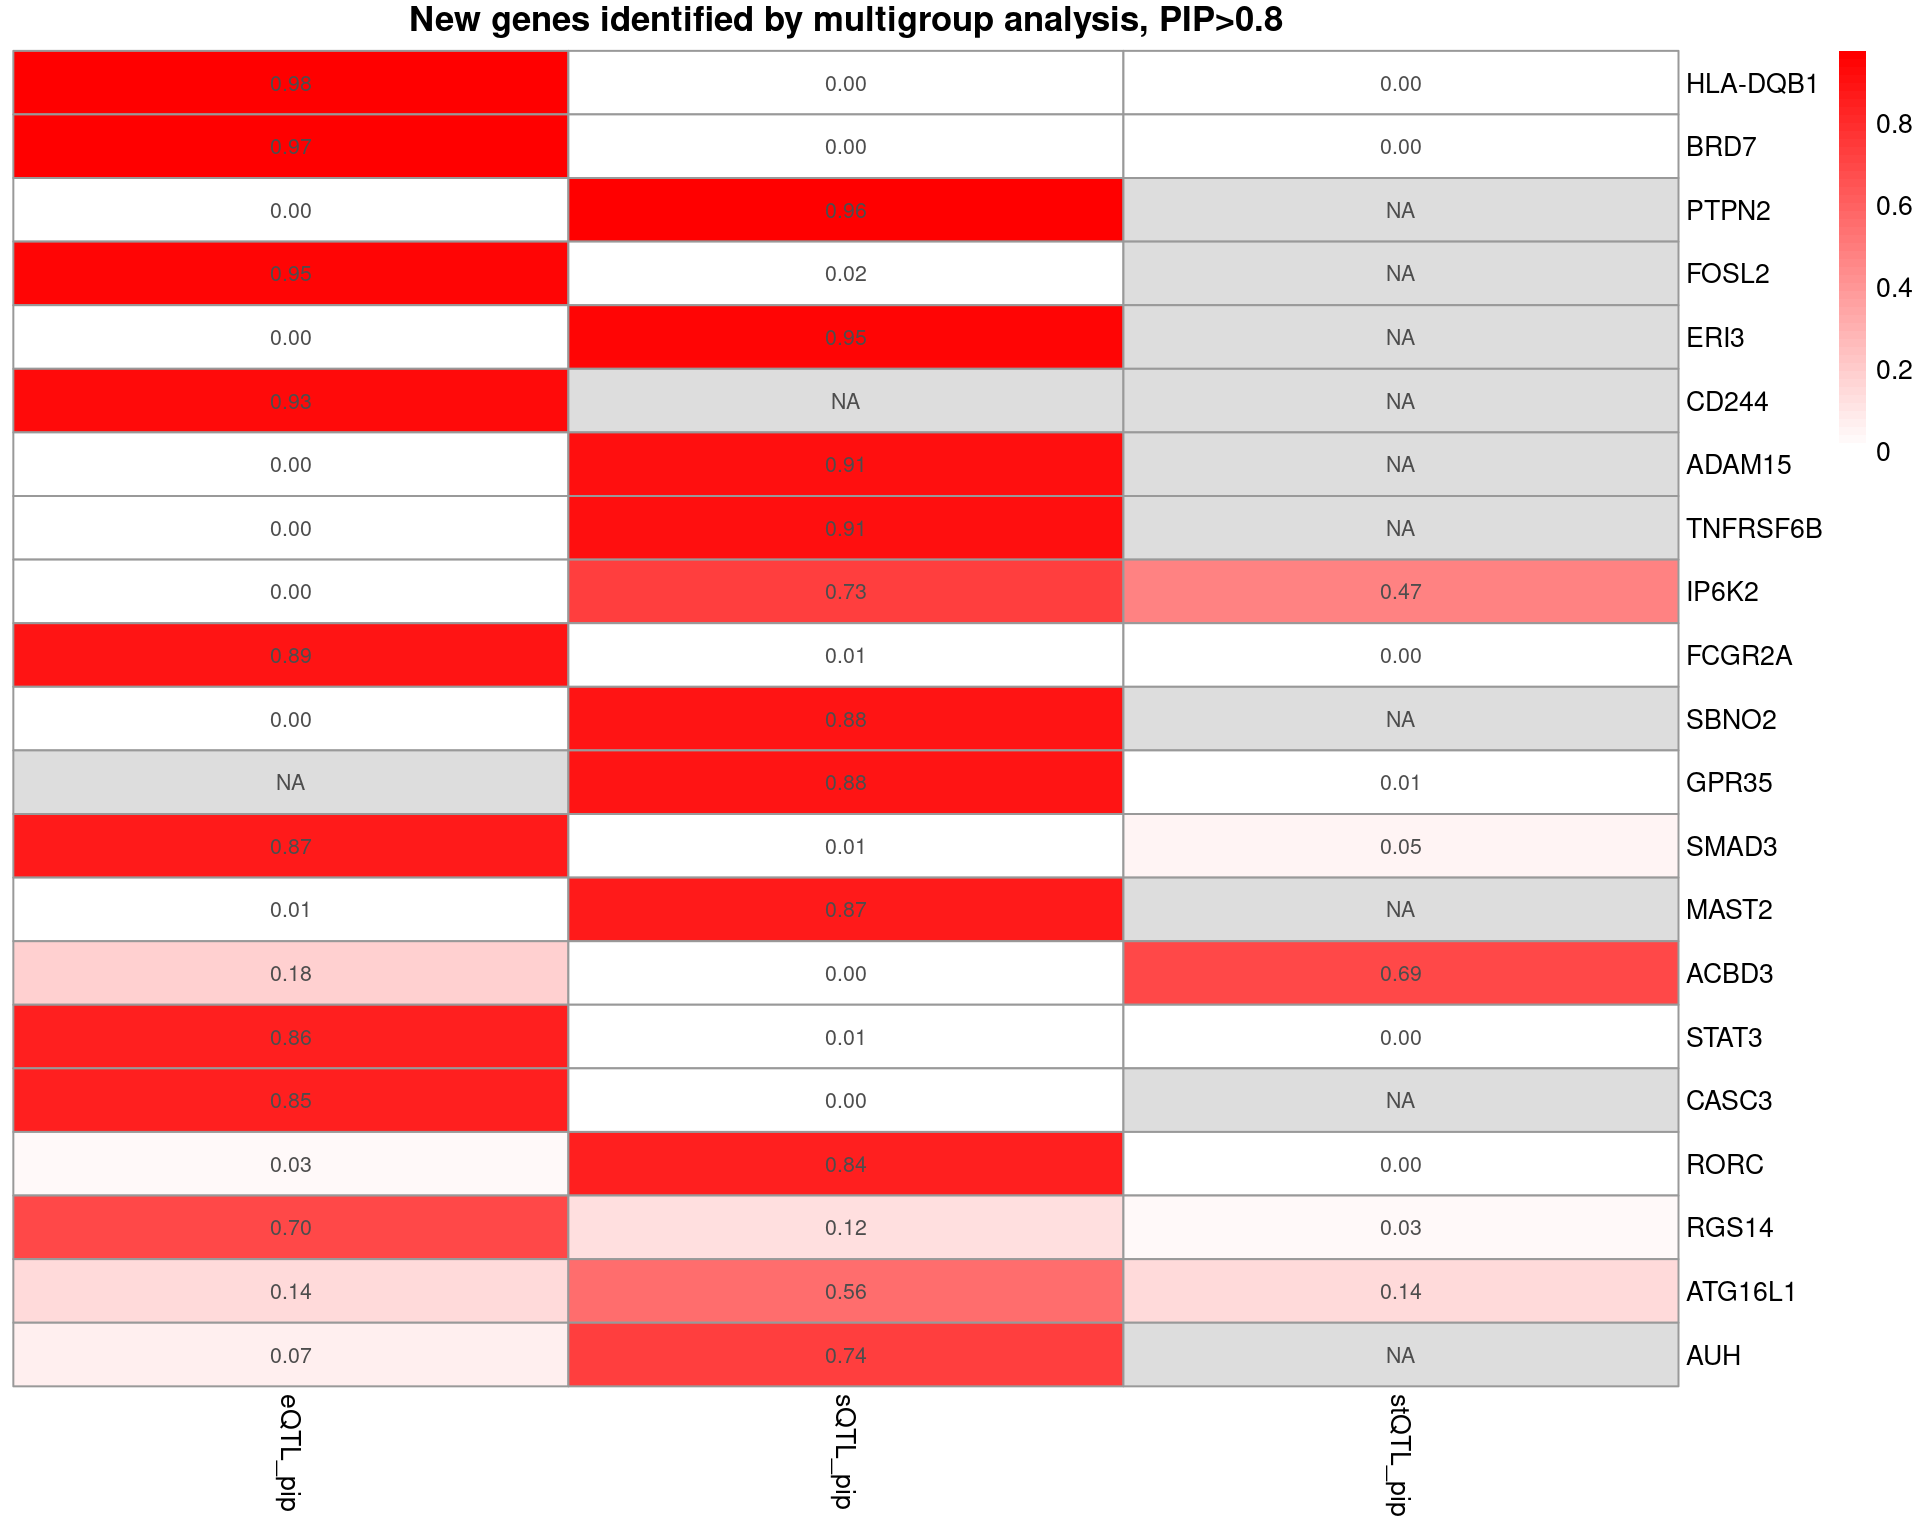 New genes identified by multigroup analysis, PIP>0.8
0.98 0.00 0.00 HLA-DQB1
0.97 0.00 0.00 BRD7
0.00 0.96 NA PTPN2
0.95 0.02 NA FOSL2
0.00 0.95 NA ERI3
0.93 NA NA CD244
0.00 0.91 NA ADAM15
0.00 0.91 NA TNFRSF6B
0.00 0.73 0.47 IP6K2
0.89 0.01 0.00 FCGR2A
0.00 0.88 NA SBNO2
NA 0.88 0.01 GPR35
0.87 0.01 0.05 SMAD3
0.01 0.87 NA MAST2
0.18 0.00 0.69 ACBD3
0.86 0.01 0.00 STAT3
0.85 0.00 NA CASC3
0.03 0.84 0.00 RORC
0.70 0.12 0.03 RGS14
0.14 0.56 0.14 ATG16L1
0.07 0.74 NA AUH
eQTL_pip sQTL_pip stQTL_pip
0.8
0.6
0.4
0.2
0